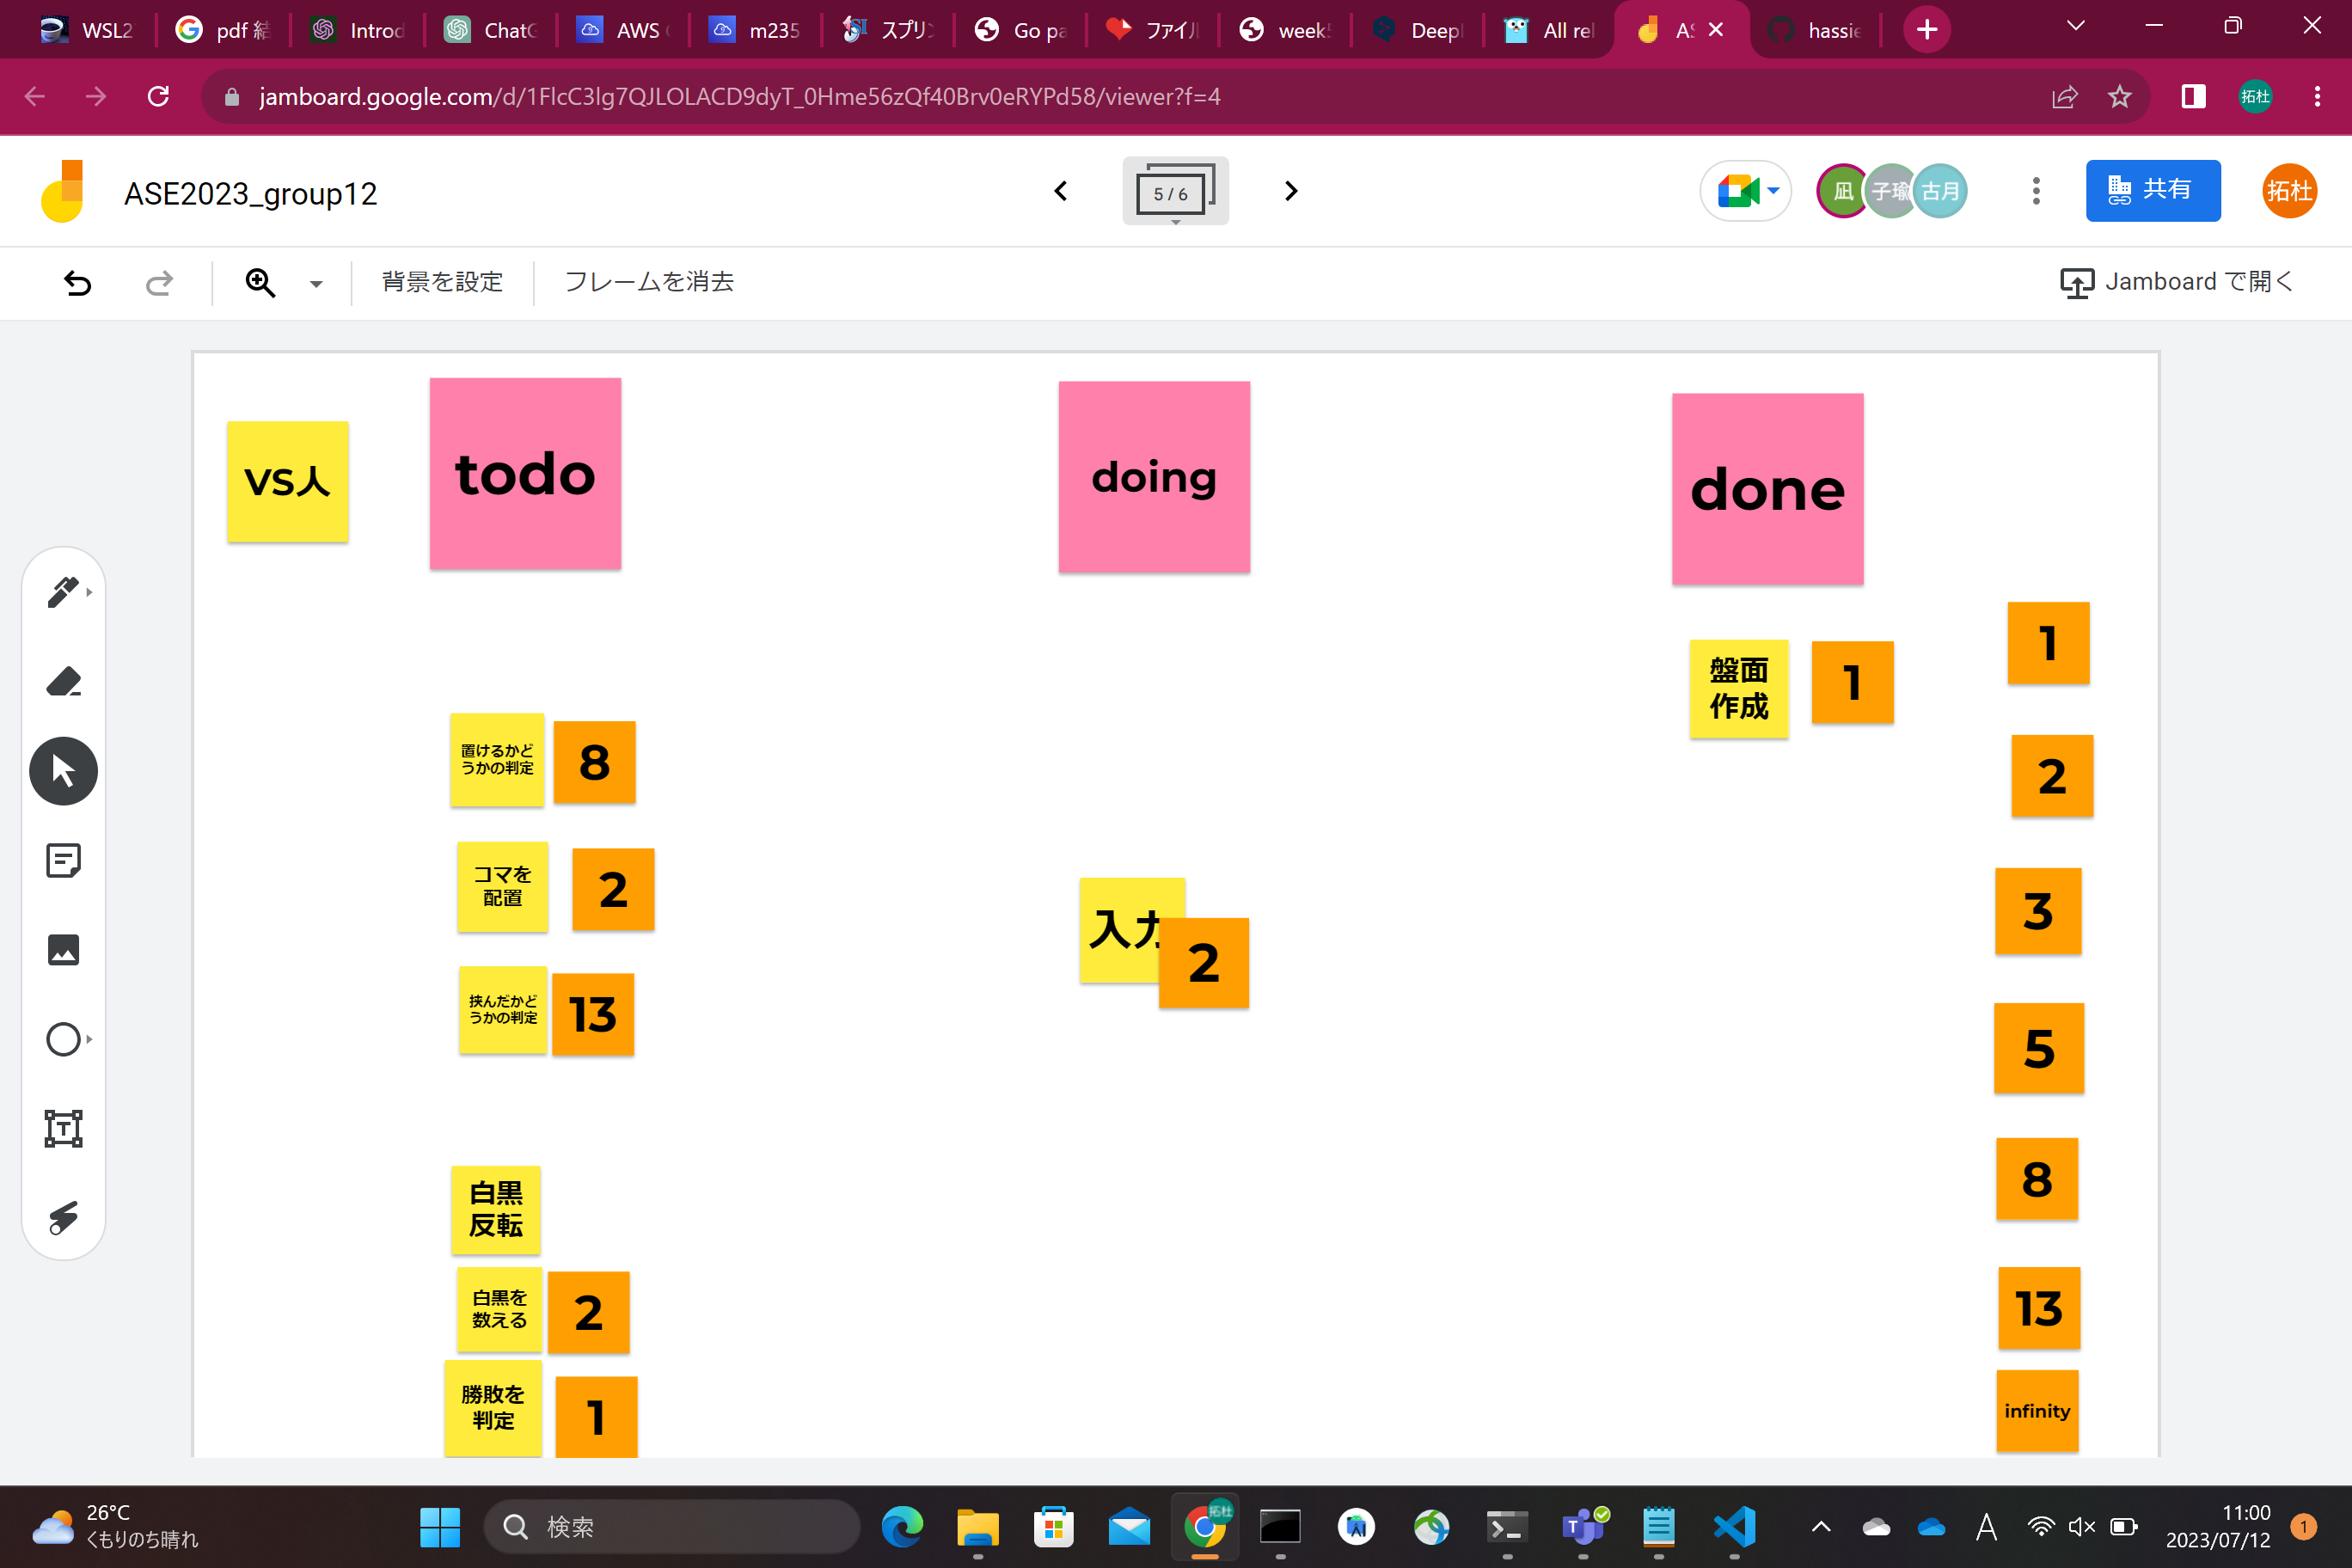 WSL2
pdf 結
Introd
ChatG
AWS
m235
スプリン
Go pa
ファイル
week5
Deepl
All rel
AS
hassie
jamboard.google.com/d/1FlcC3lg7QJLOLACD9dyT_0Hme56zQf40Brv0eRYPd58/viewer?f=4
拓杜
ASE2023_group12
5 / 6
凪
子瑜
古月
共有
拓杜
背景を設定
フレームを消去
Jamboard で開く
VS人
todo
doing
done
盤面
作成
1
1
置けるかど
うかの判定
8
2
コマを
配置
2
入力
2
3
挟んだかど
うかの判定
13
5
白黒
反転
8
白黒を
数える
2
13
勝敗を
判定
1
infinity
26°C
くもりのち晴れ
検索
拓杜
A
11:00
2023/07/12
1